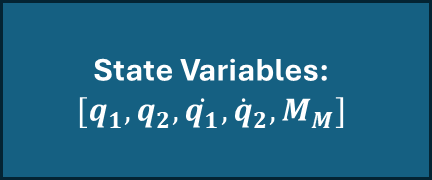 State Variables:
[q₁, q₂, q̇₁, q̇₂, M_M]